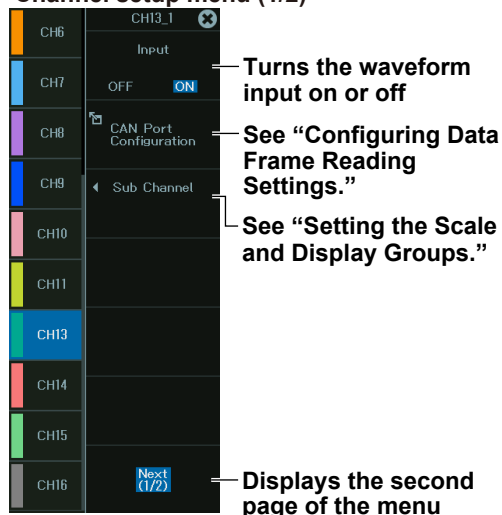 Channel setup menu (1/2)
CH6
CH7
CH8
CH9
CH10
CH11
CH13
CH14
CH15
CH16
CH13_1
Input
OFF ON
CAN Port
Configuration
Sub Channel
Next
(1/2)
Turns the waveform
input on or off
See “Configuring Data
Frame Reading
Settings.”
See “Setting the Scale
and Display Groups.”
Displays the second
page of the menu